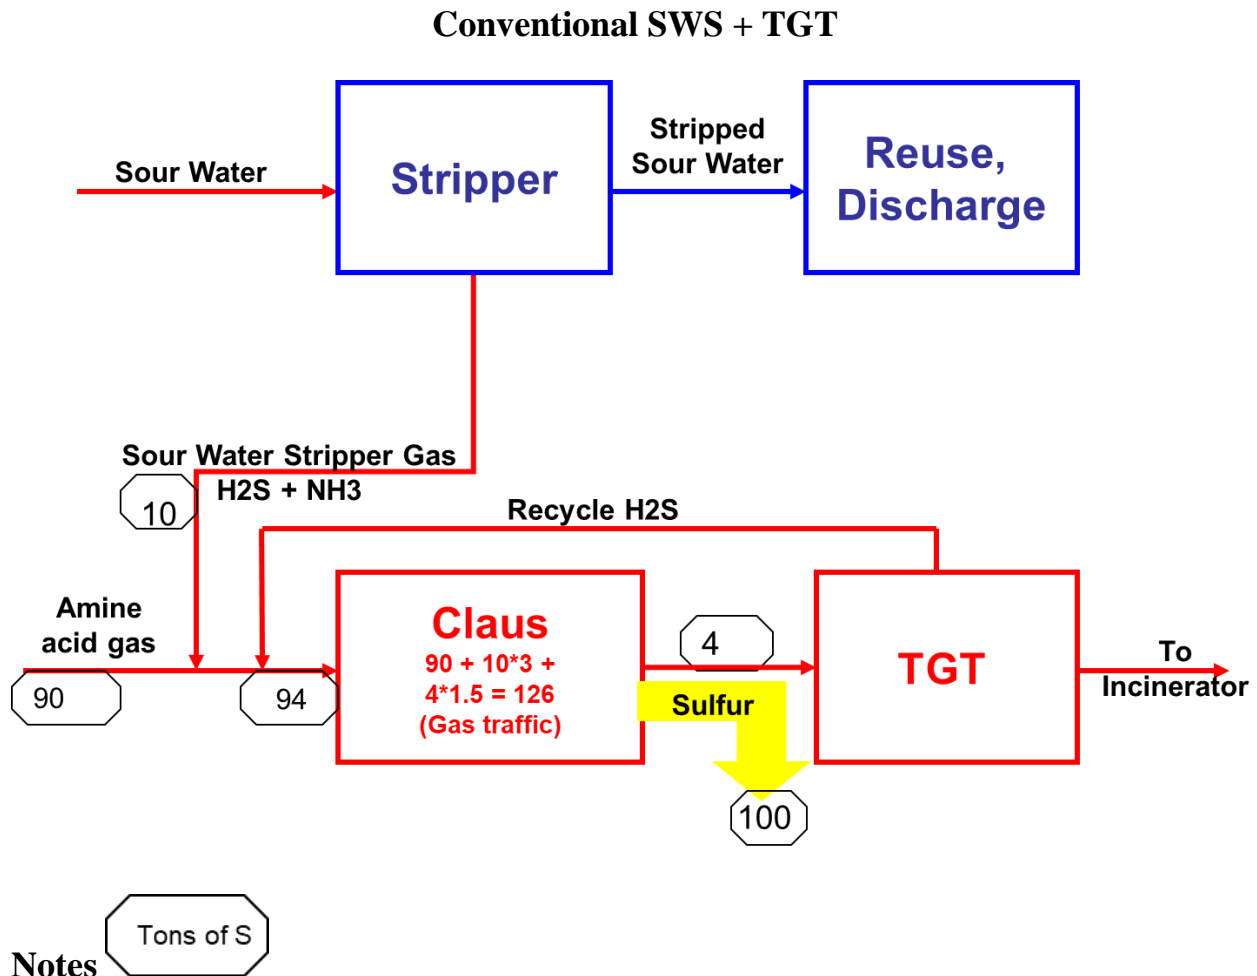 Conventional SWS + TGT
Sour Water
Stripper
Stripped
Sour Water
Reuse,
Discharge
Sour Water Stripper Gas
H2S + NH3
10
Recycle H2S
Amine
acid gas
90
94
Claus
90 + 10*3 +
4*1.5 = 126
(Gas traffic)
4
Sulfur
100
TGT
To
Incinerator
Notes
Tons of S